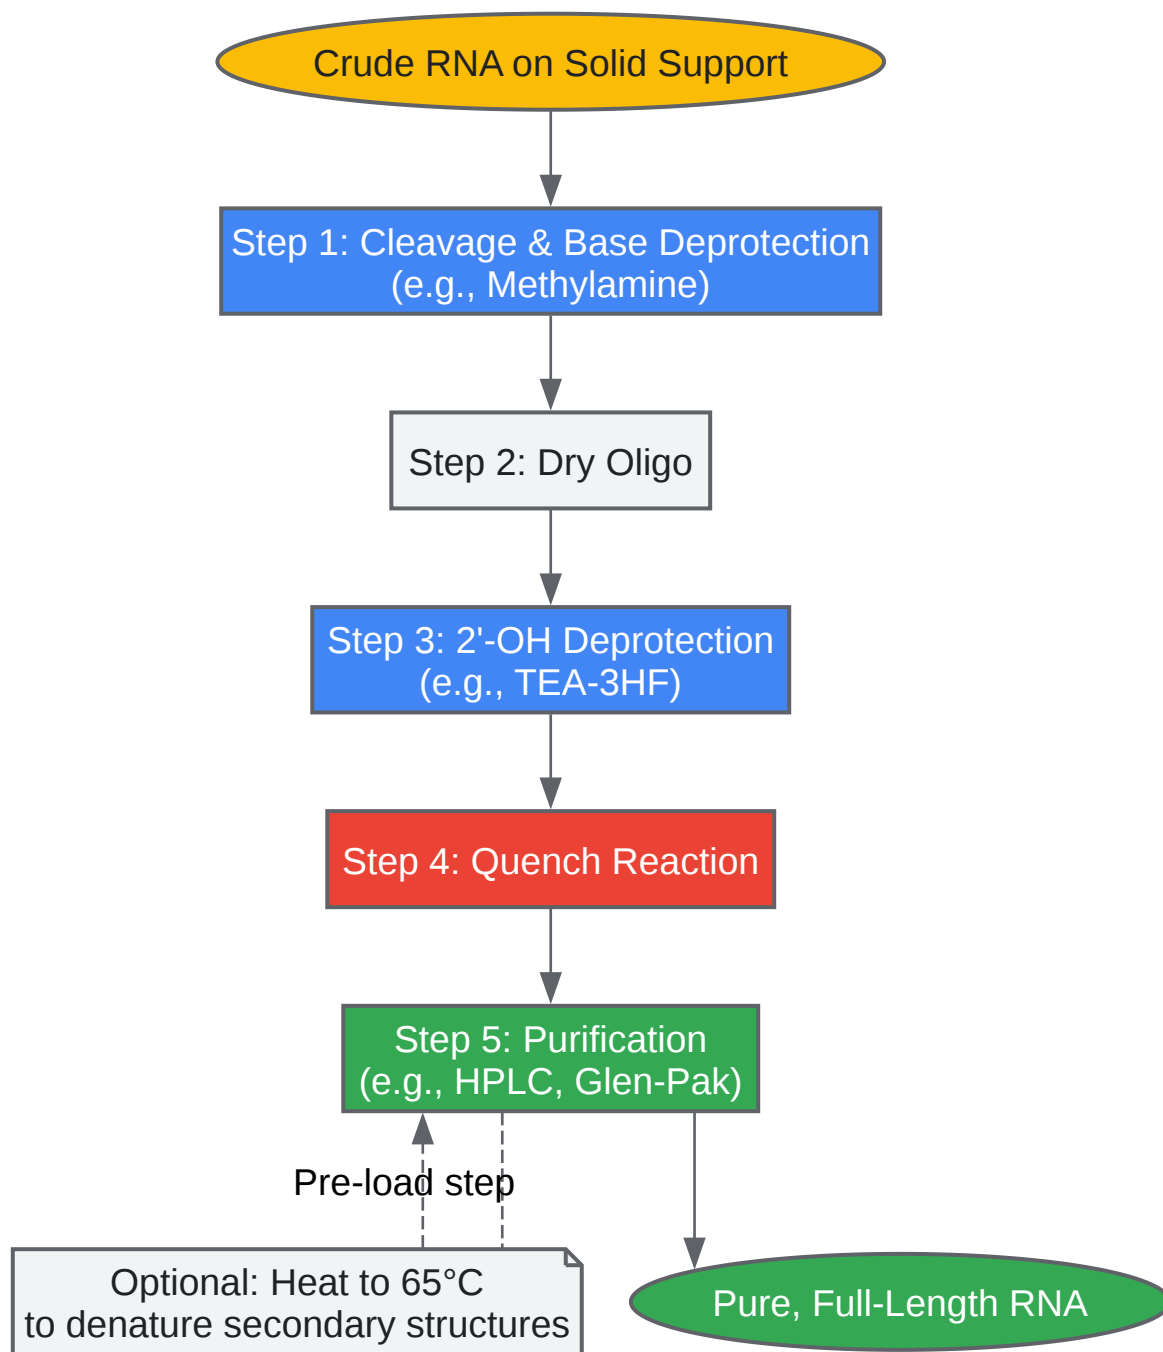 Crude RNA on Solid Support
Step 1: Cleavage & Base Deprotection
(e.g., Methylamine)
Step 2: Dry Oligo
Step 3: 2'-OH Deprotection
(e.g., TEA-3HF)
Step 4: Quench Reaction
Step 5: Purification
(e.g., HPLC, Glen-Pak)
Pre-load step
Optional: Heat to 65°C
to denature secondary structures
Pure, Full-Length RNA